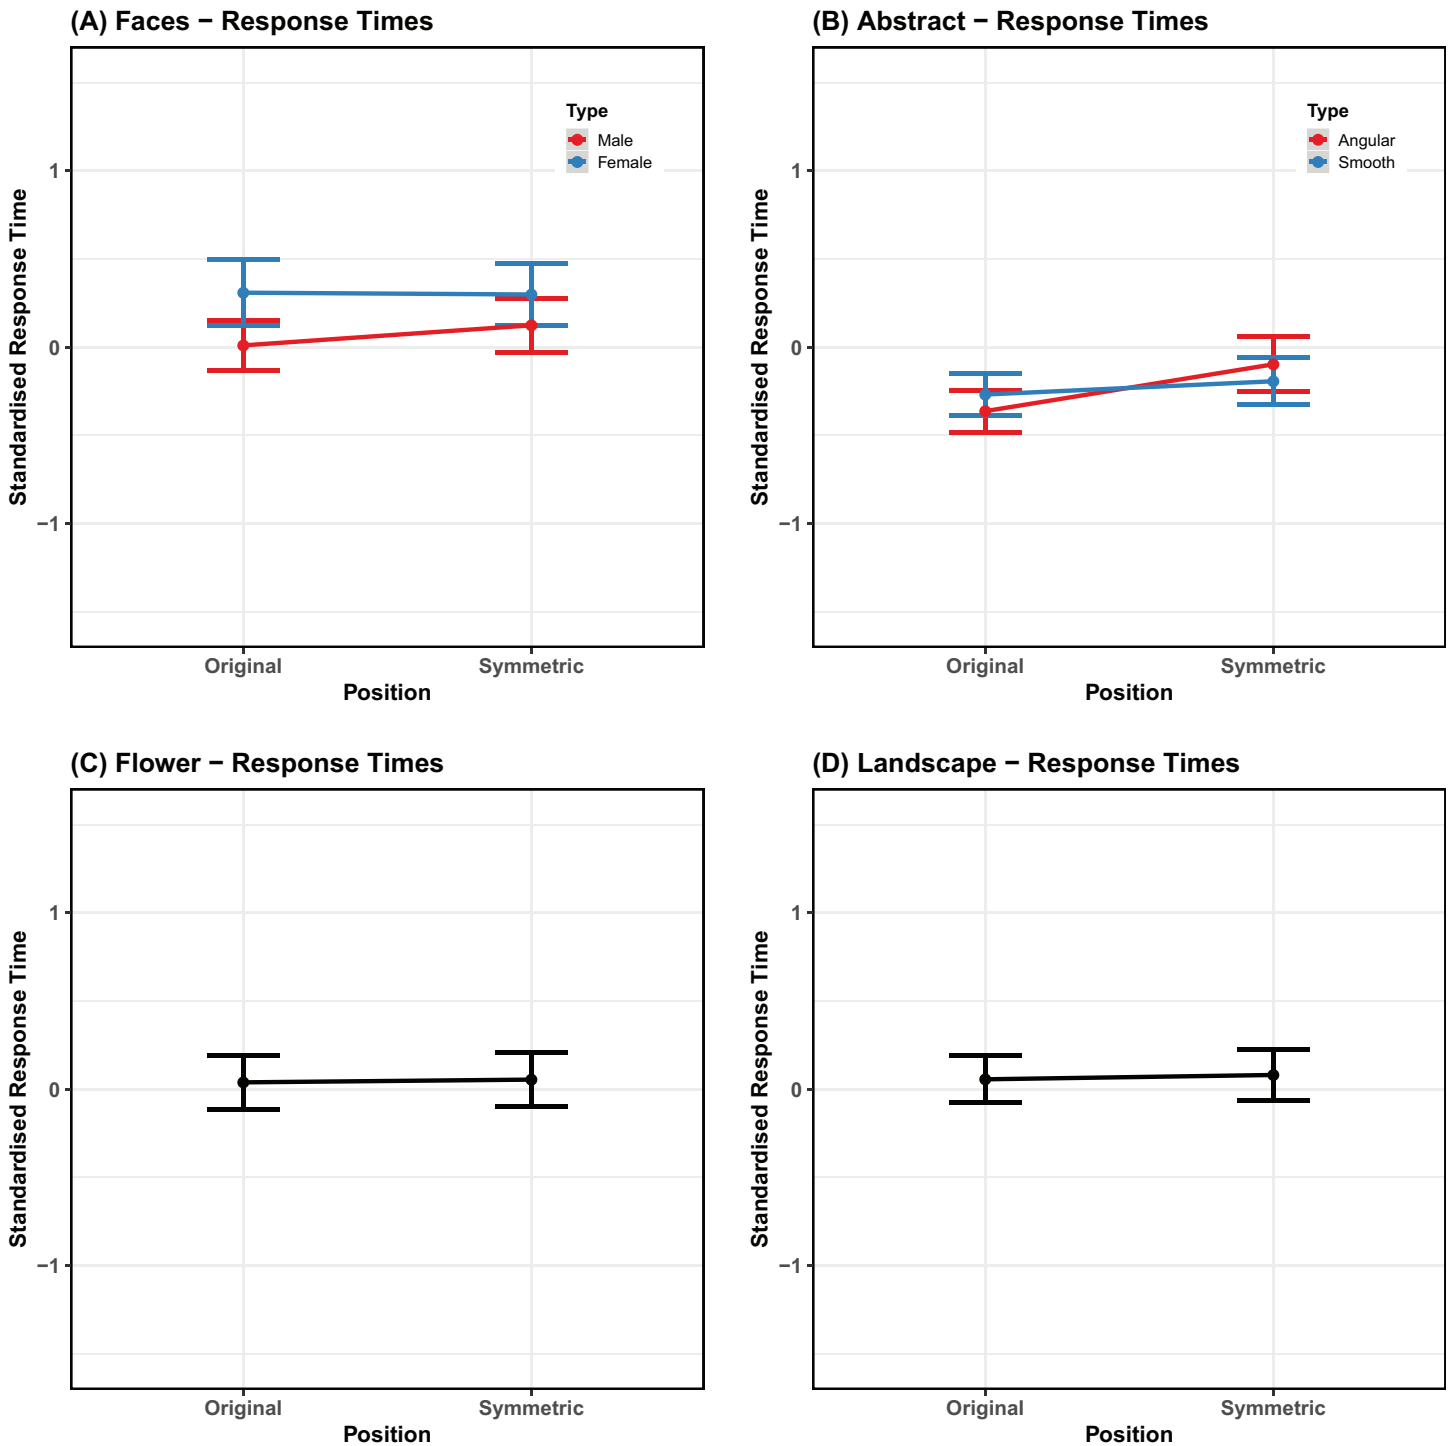 (A) Faces − Response Times
Standardised Response Time
1
0
−1
Type
Male
Female
Original
Symmetric
Position
(B) Abstract − Response Times
Standardised Response Time
1
0
−1
Type
Angular
Smooth
Original
Symmetric
Position
(C) Flower − Response Times
Standardised Response Time
1
0
−1
Original
Symmetric
Position
(D) Landscape − Response Times
Standardised Response Time
1
0
−1
Original
Symmetric
Position